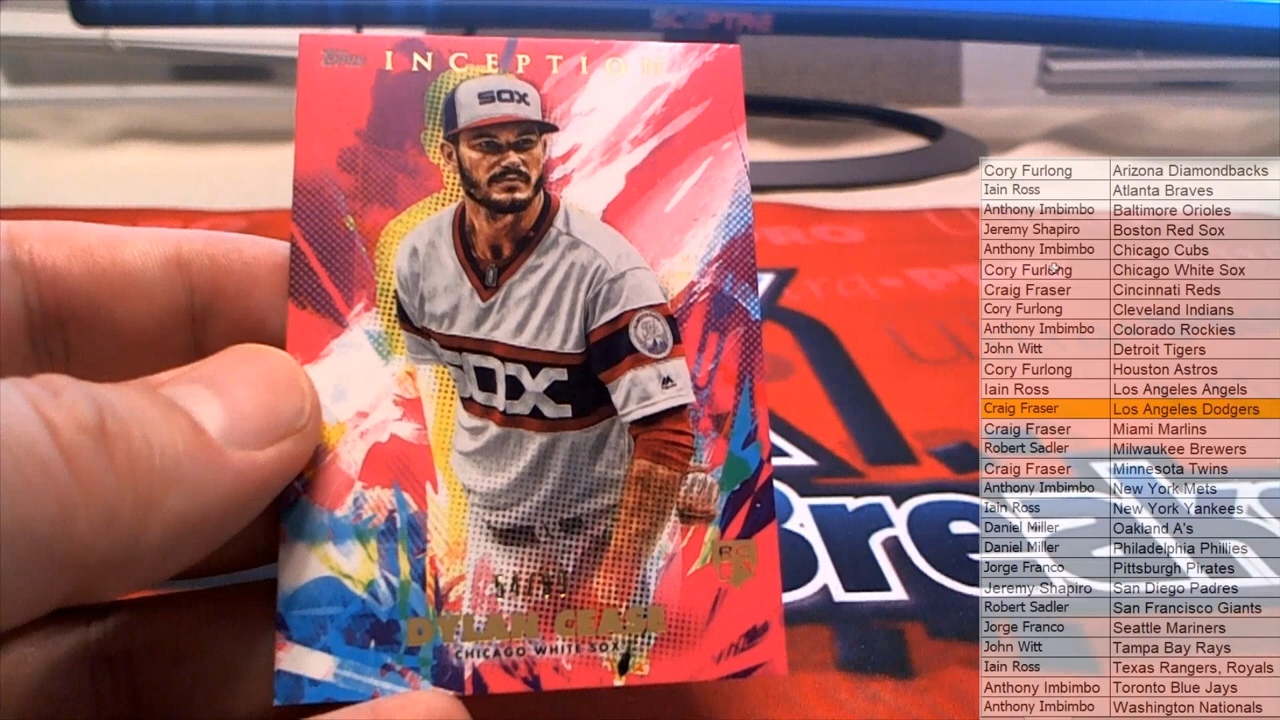 Topps
INCEPTION
SOX
SOX
RC
DYLAN CEASE
CHICAGO WHITE SOX
Cory Furlong Arizona Diamondbacks
Iain Ross Atlanta Braves
Anthony Imbimbo Baltimore Orioles
Jeremy Shapiro Boston Red Sox
Anthony Imbimbo Chicago Cubs
Cory Furlong Chicago White Sox
Craig Fraser Cincinnati Reds
Cory Furlong Cleveland Indians
Anthony Imbimbo Colorado Rockies
John Witt Detroit Tigers
Cory Furlong Houston Astros
Iain Ross Los Angeles Angels
Craig Fraser Los Angeles Dodgers
Craig Fraser Miami Marlins
Robert Sadler Milwaukee Brewers
Craig Fraser Minnesota Twins
Anthony Imbimbo New York Mets
Iain Ross New York Yankees
Daniel Miller Oakland A's
Daniel Miller Philadelphia Phillies
Jorge Franco Pittsburgh Pirates
Jeremy Shapiro San Diego Padres
Robert Sadler San Francisco Giants
Jorge Franco Seattle Mariners
John Witt Tampa Bay Rays
Iain Ross Texas Rangers, Royals
Anthony Imbimbo Toronto Blue Jays
Anthony Imbimbo Washington Nationals